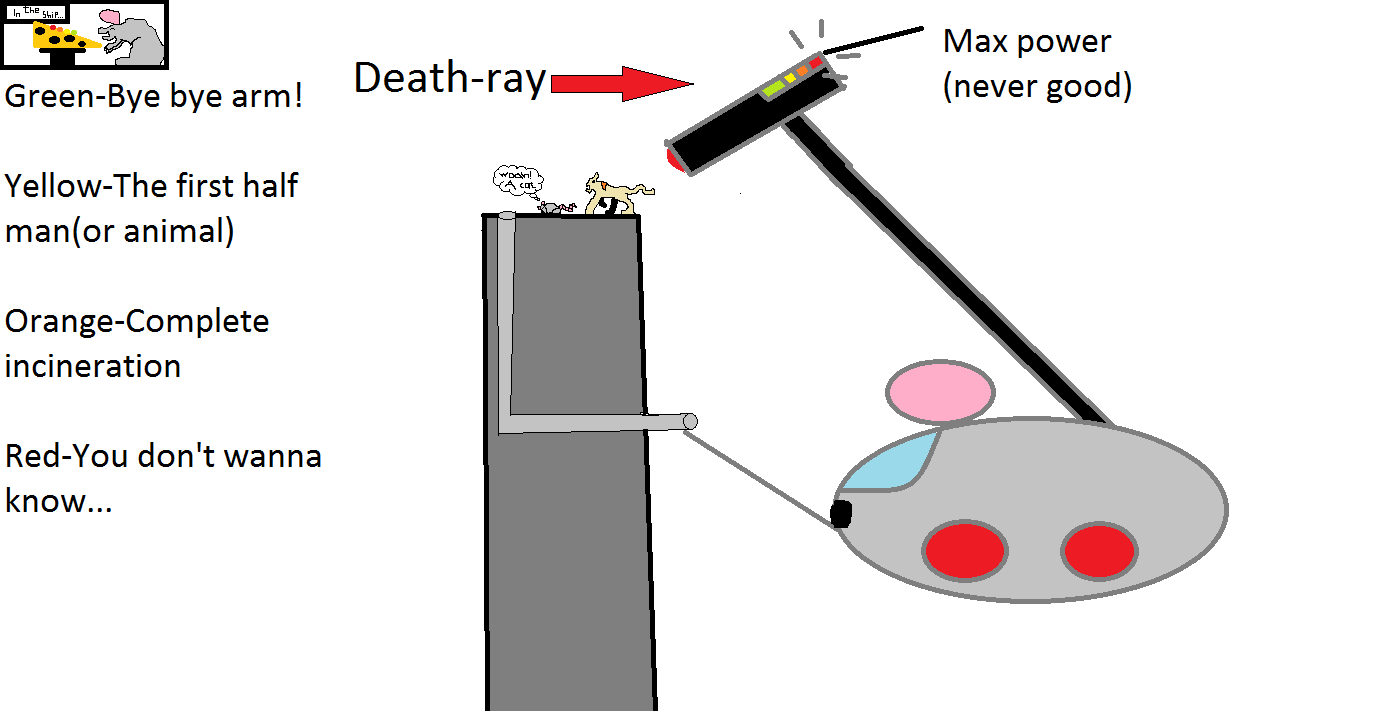 In the ship...
Green-Bye bye arm!
Yellow-The first half
man(or animal)
Orange-Complete
incineration
Red-You don't wanna
know...
Death-ray
Max power
(never good)
woah!
A cat